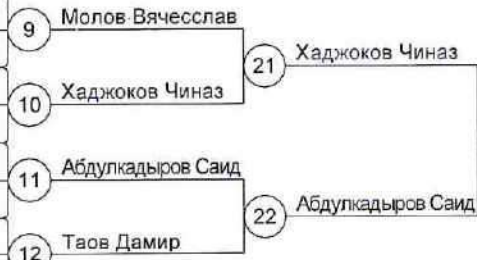 9 Молов Вячесслав
21 Хаджоков Чиназ
10 Хаджоков Чиназ
11 Абдулкадыров Саид
22 Абдулкадыров Саид
12 Таов Дамир